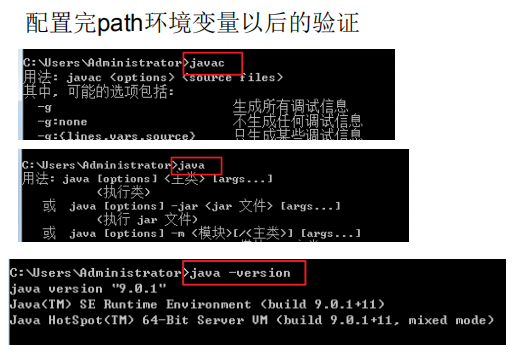 配置完path环境变量以后的验证
C:\Users\Administrator>javac
用法: javac <options> <source files>
其中, 可能的选项包括:
-g 生成所有调试信息
-g:none 不生成任何调试信息
-g:{lines,vars,source} 只生成某些调试信息
C:\Users\Administrator>java
用法: java [options] <主类> [args...]
(执行类)
或 java [options] -jar <jar 文件> [args...]
(执行 jar 文件)
或 java [options] -m <模块>[/<主类>] [args...]
C:\Users\Administrator>java -version
java version "9.0.1"
Java(TM) SE Runtime Environment (build 9.0.1+11)
Java HotSpot(TM) 64-Bit Server VM (build 9.0.1+11, mixed mode)